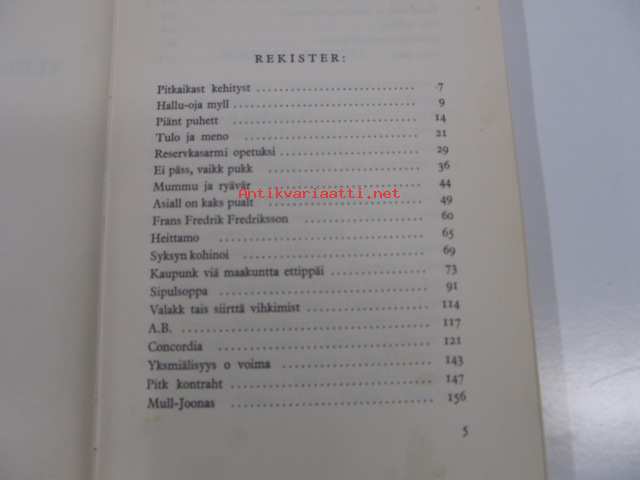 REKISTER:
Pitkaikast kehityst 7
Hallu-oja myll 9
Piänt puhett 14
Tulo ja meno 21
Reservkasarmi opetuksi 29
Ei päss, vaikk pukk 36
Mummu ja ryävär 44
Antikvariaatti.net
Asiall on kaks pualt 49
Frans Fredrik Fredriksson 60
Heittamo 65
Syksyn kohinoi 69
Kaupunk viä maakuntta ettippäi 73
Sipulsoppa 91
Valakk tais siirttä vihkimist 114
A.B. 117
Concordia 121
Yksmiälisyys o voima 143
Pitk kontraht 147
Mull-Joonas 156
5